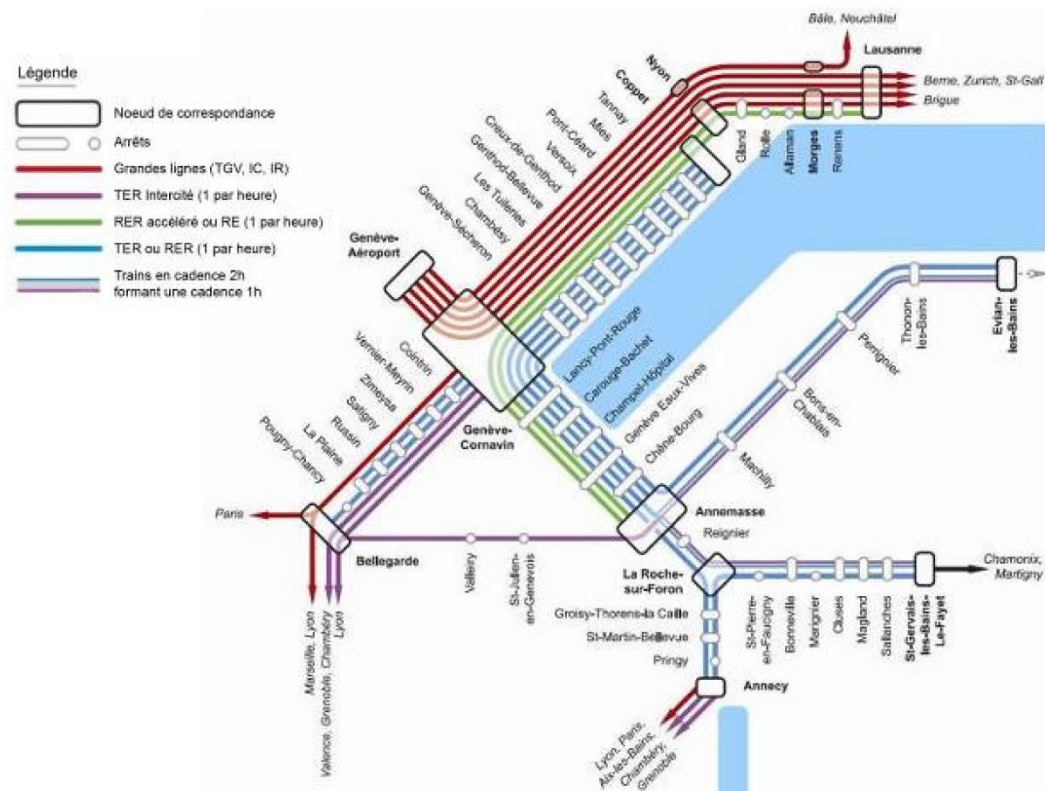 Légende
Noeud de correspondance
Arrêts
Grandes lignes (TGV, IC, IR)
TER Intercité (1 par heure)
RER accéléré ou RE (1 par heure)
TER ou RER (1 par heure)
Trains en cadence 2h
formant une cadence 1h
Bâle, Neuchâtel
Lausanne
Berne, Zurich, St-Gall
Brigue
Nyon
Coppet
Tannay
Mies
Pont-Céard
Versoix
Creux-de-Genthod
Genthod-Bellevue
Les Tuileries
Chambésy
Genève-Sécheron
Gland
Rolle
Allaman
Morges
Renens
Genève-
Aéroport
Genève-
Cornavin
Cointrin
Vernier-Meyrin
Zimeysa
Satigny
Russin
La Plaine
Pougny-Chancy
Lancy-Pont-Rouge
Carouge-Bachet
Champel-Hôpital
Genève Eaux-Vives
Chêne-Bourg
Thonon-
les-Bains
Evian-
les-Bains
Perrignier
Bons-en-
Chablais
Machilly
Annemasse
Reignier
Paris
Bellegarde
Valleiry
St-Julien-
en-Genevois
La Roche-
sur-Foron
Chamonix,
Martigny
Groisy-Thorens-la Caille
St-Martin-Bellevue
Pringy
Annecy
St-Pierre-
en-Faucigny
Bonneville
Marignier
Cluses
Magland
Sallanches
St-Gervais-
les-Bains-
Le-Fayet
Marseille, Lyon
Valence, Grenoble, Chambéry
Lyon
Lyon, Paris,
Aix-les-Bains,
Chambéry,
Grenoble